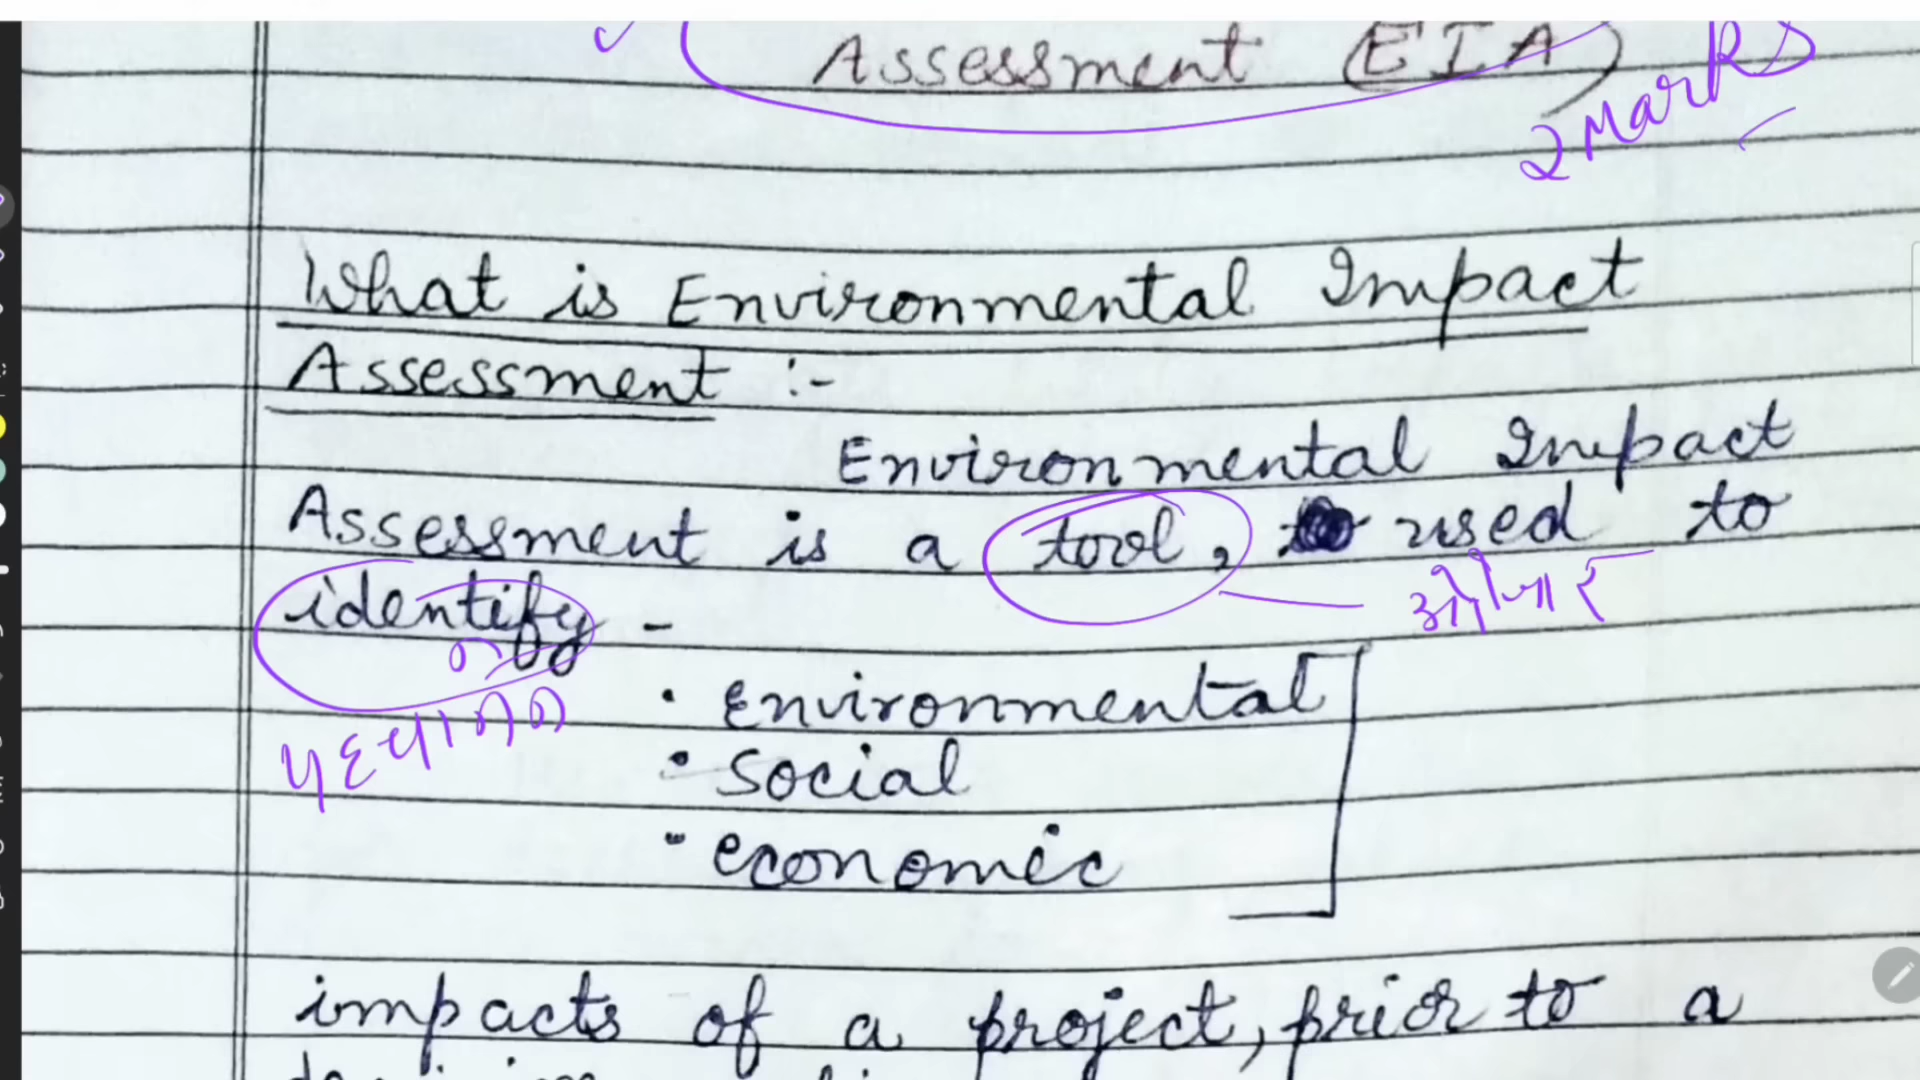 Assessment (EIA)
2 Marks
What is Environmental Impact
Assessment :-
Environmental Impact
Assessment is a tool, used to
औजार
identify -
पहचानना
• environmental
• social
• economic
impacts of a project, prior to a